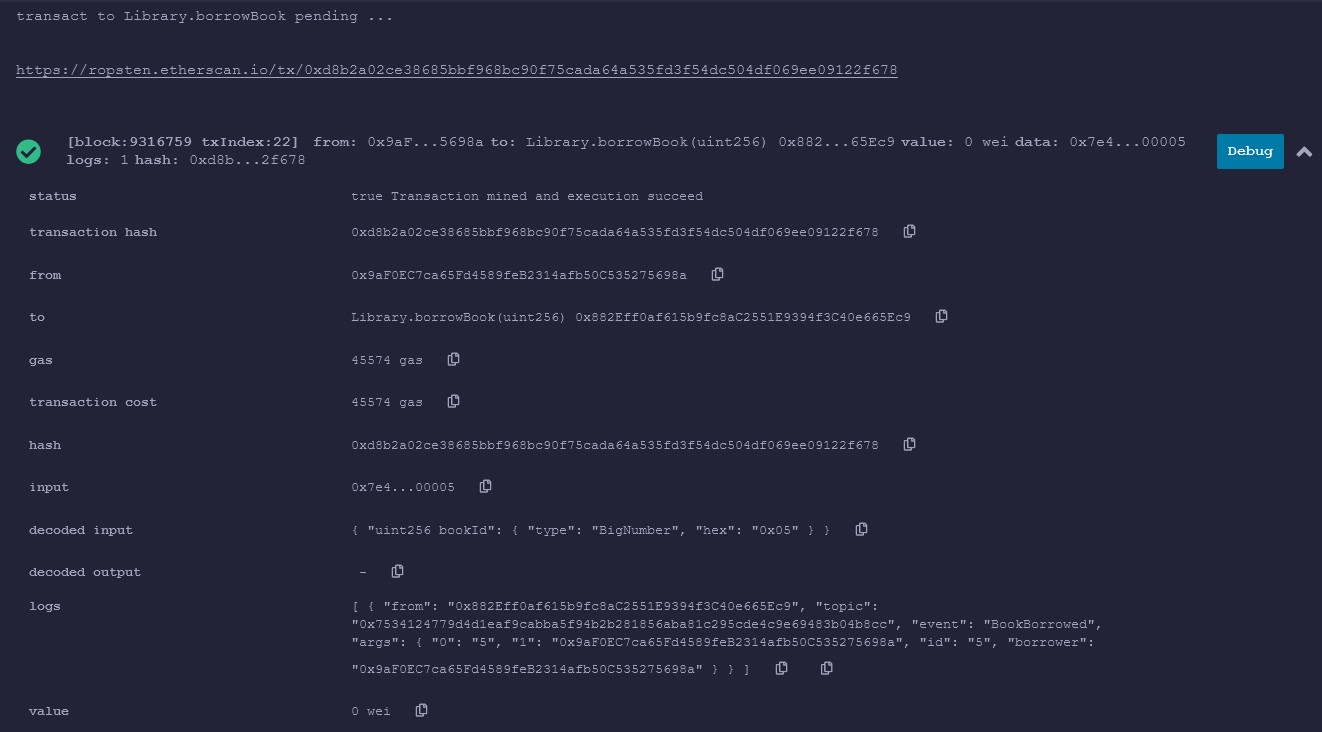 transact to Library.borrowBook pending ...
https://ropsten.etherscan.io/tx/0xd8b2a02ce38685bbf968bc90f75cada64a535fd3f54dc504df069ee09122f678
[block:9316759 txIndex:22] from: 0x9aF...5698a to: Library.borrowBook(uint256) 0x882...65Ec9 value: 0 wei data: 0x7e4...00005
logs: 1 hash: 0xd8b...2f678
Debug
status true Transaction mined and execution succeed
transaction hash 0xd8b2a02ce38685bbf968bc90f75cada64a535fd3f54dc504df069ee09122f678
from 0x9aF0EC7ca65Fd4589feB2314afb50C535275698a
to Library.borrowBook(uint256) 0x882Eff0af615b9fc8aC2551E9394f3C40e665Ec9
gas 45574 gas
transaction cost 45574 gas
hash 0xd8b2a02ce38685bbf968bc90f75cada64a535fd3f54dc504df069ee09122f678
input 0x7e4...00005
decoded input { "uint256 bookId": { "type": "BigNumber", "hex": "0x05" } }
decoded output -
logs [ { "from": "0x882Eff0af615b9fc8aC2551E9394f3C40e665Ec9", "topic":
"0x7534124779d4d1eaf9cabba5f94b2b281856aba81c295cde4c9e69483b04b8cc", "event": "BookBorrowed",
"args": { "0": "5", "1": "0x9aF0EC7ca65Fd4589feB2314afb50C535275698a", "id": "5", "borrower":
"0x9aF0EC7ca65Fd4589feB2314afb50C535275698a" } } ]
value 0 wei